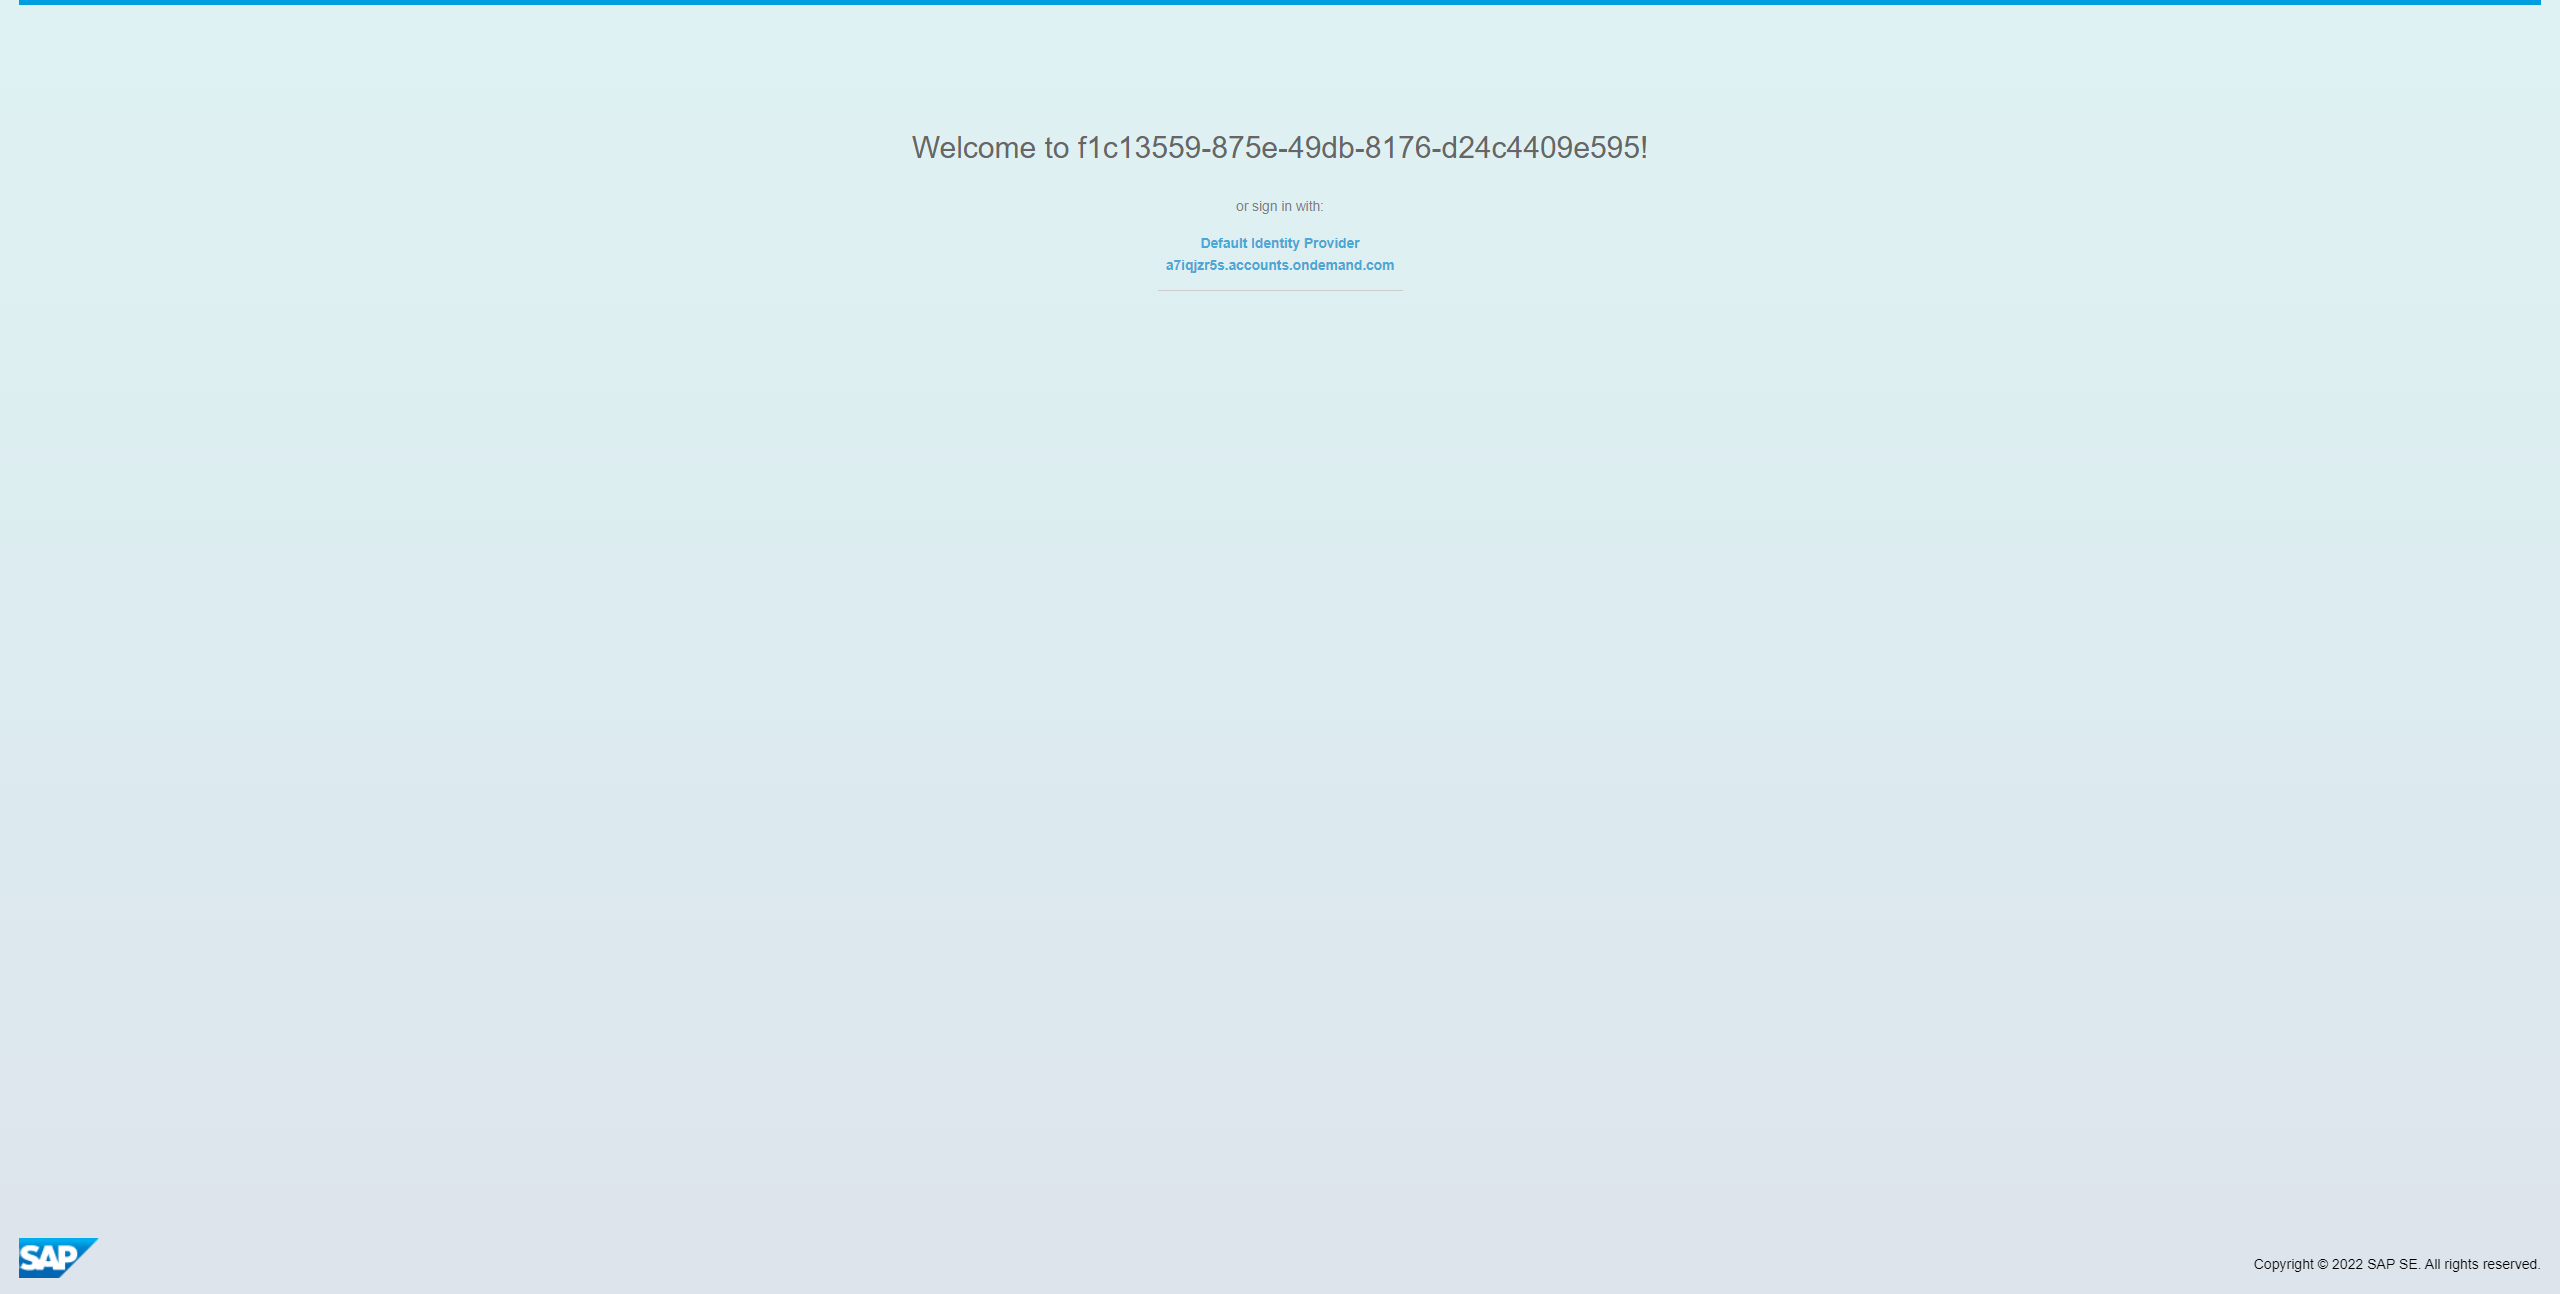 Welcome to f1c13559-875e-49db-8176-d24c4409e595!
or sign in with:
Default Identity Provider
a7iqjzr5s.accounts.ondemand.com
SAP
Copyright © 2022 SAP SE. All rights reserved.